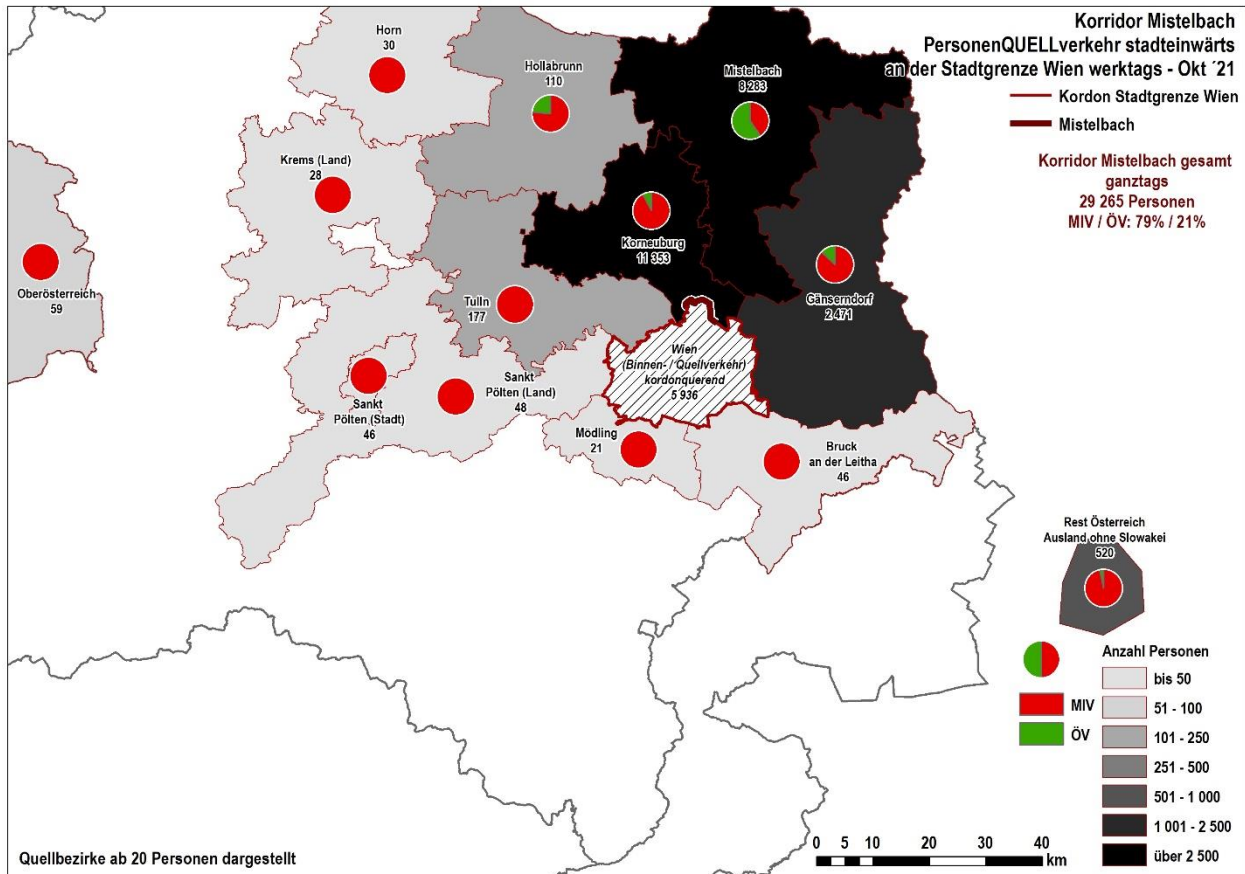 Korridor Mistelbach
PersonenQUELLverkehr stadteinwärts
an der Stadtgrenze Wien werktags - Okt ´21
Kordon Stadtgrenze Wien
Mistelbach
Korridor Mistelbach gesamt
ganztags
29 265 Personen
MIV / ÖV: 79% / 21%
Horn
30
Hollabrunn
110
Mistelbach
8 283
Krems (Land)
28
Korneuburg
11 353
Oberösterreich
59
Tulln
177
Gänserndorf
2 471
Wien
(Binnen- / Quellverkehr)
kordonquerend
5 936
Sankt
Pölten (Stadt)
46
Sankt
Pölten (Land)
48
Mödling
21
Bruck
an der Leitha
46
Rest Österreich
Ausland ohne Slowakei
520
MIV
ÖV
Anzahl Personen
bis 50
51 - 100
101 - 250
251 - 500
501 - 1 000
1 001 - 2 500
über 2 500
Quellbezirke ab 20 Personen dargestellt
0 5 10 20 30 40
km